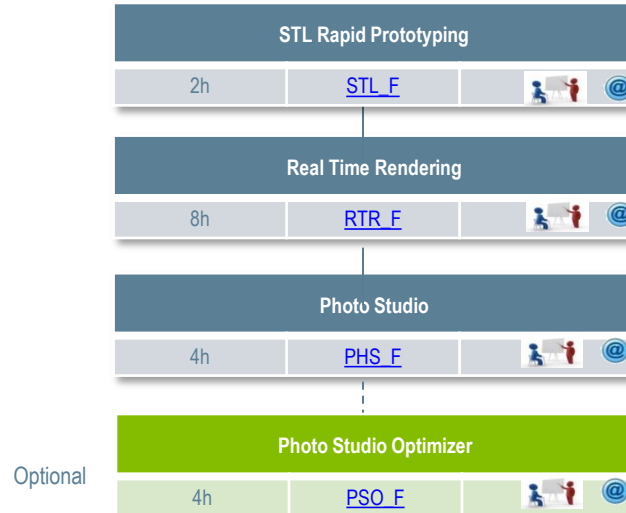 STL Rapid Prototyping
2h STL_F @
Real Time Rendering
8h RTR_F @
Photo Studio
4h PHS_F @
Photo Studio Optimizer
Optional
4h PSO_F @